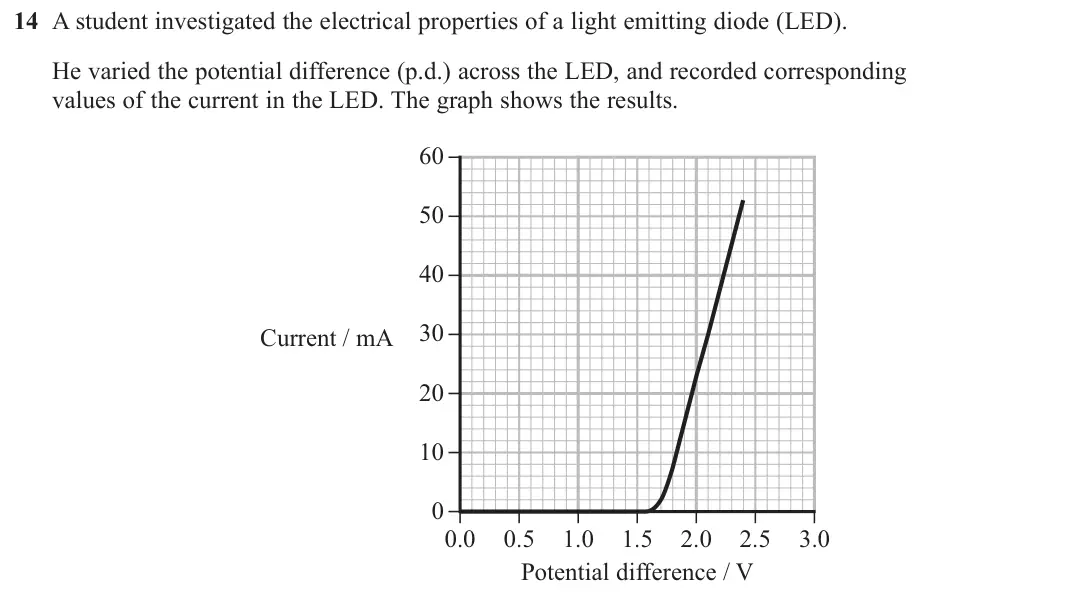 14 A student investigated the electrical properties of a light emitting diode (LED).
He varied the potential difference (p.d.) across the LED, and recorded corresponding
values of the current in the LED. The graph shows the results.
60
50
40
Current / mA 30
20
10
0
0.0 0.5 1.0 1.5 2.0 2.5 3.0
Potential difference / V